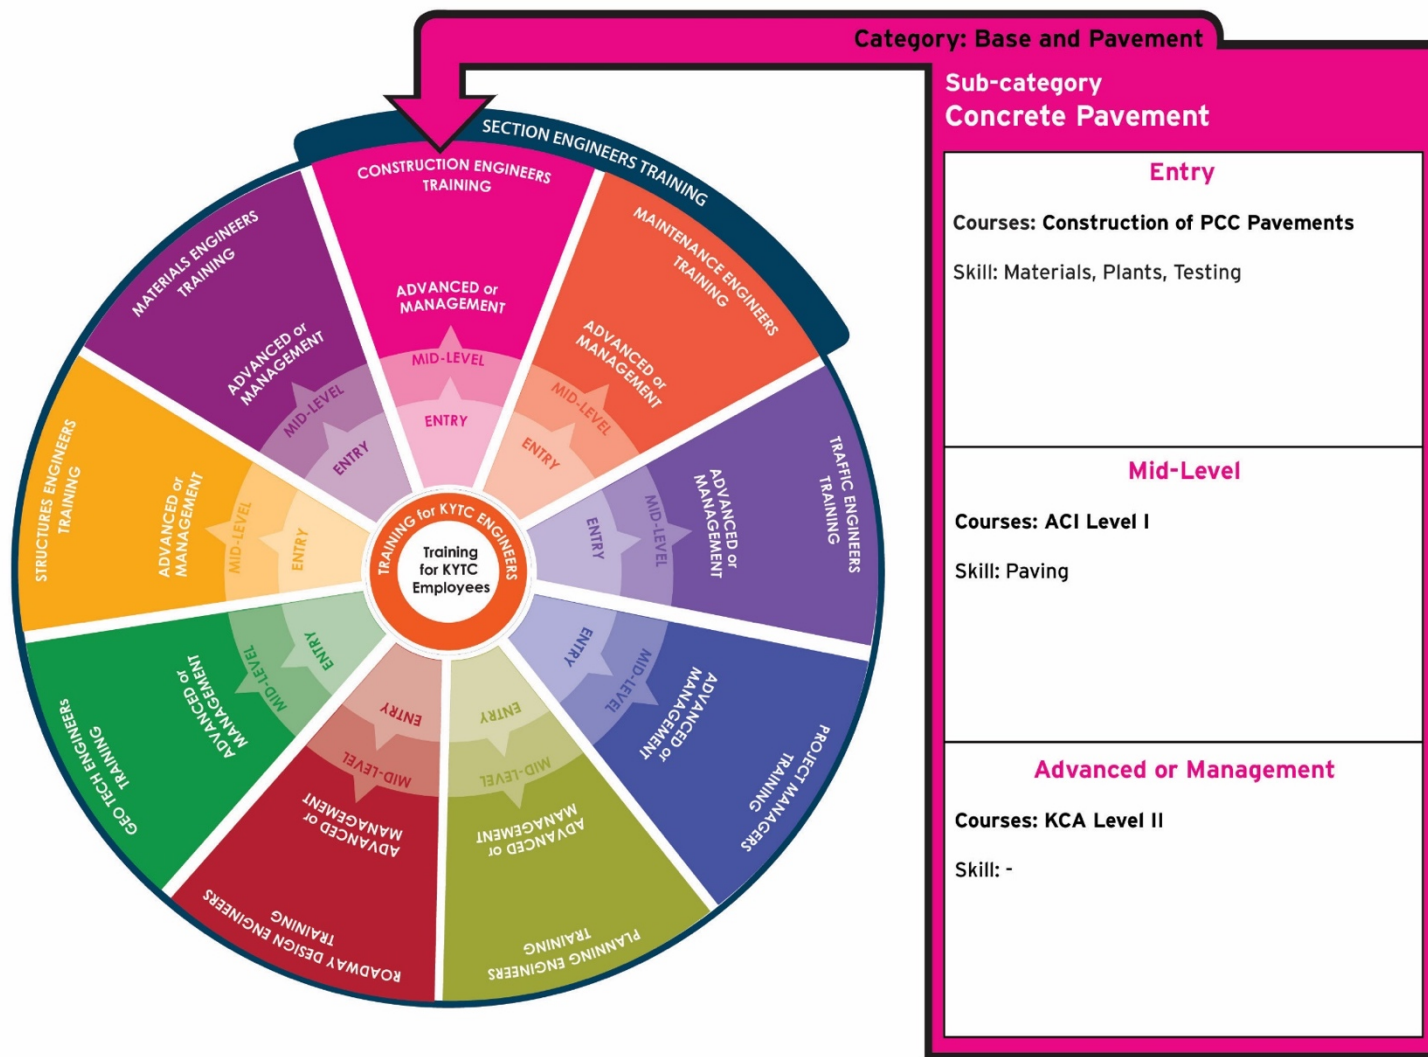 Category: Base and Pavement
Sub-category
Concrete Pavement
Entry
Courses: Construction of PCC Pavements
Skill: Materials, Plants, Testing
Mid-Level
Courses: ACI Level I
Skill: Paving
Advanced or Management
Courses: KCA Level II
Skill: -
SECTION ENGINEERS TRAINING
CONSTRUCTION ENGINEERS
TRAINING
ADVANCED or
MANAGEMENT
MID-LEVEL
ENTRY
MAINTENANCE ENGINEERS
TRAINING
ADVANCED or
MANAGEMENT
MID-LEVEL
ENTRY
TRAFFIC ENGINEERS
TRAINING
ADVANCED or
MANAGEMENT
MID-LEVEL
ENTRY
PROJECT MANAGERS
TRAINING
ADVANCED or
MANAGEMENT
MID-LEVEL
ENTRY
PLANNING ENGINEERS
TRAINING
ADVANCED or
MANAGEMENT
MID-LEVEL
ENTRY
ROADWAY DESIGN ENGINEERS
TRAINING
ADVANCED or
MANAGEMENT
MID-LEVEL
ENTRY
GEO TECH ENGINEERS
TRAINING
ADVANCED or
MANAGEMENT
MID-LEVEL
ENTRY
STRUCTURES ENGINEERS
TRAINING
ADVANCED or
MANAGEMENT
MID-LEVEL
ENTRY
MATERIALS ENGINEERS
TRAINING
ADVANCED or
MANAGEMENT
MID-LEVEL
ENTRY
TRAINING for KYTC ENGINEERS
Training
for KYTC
Employees